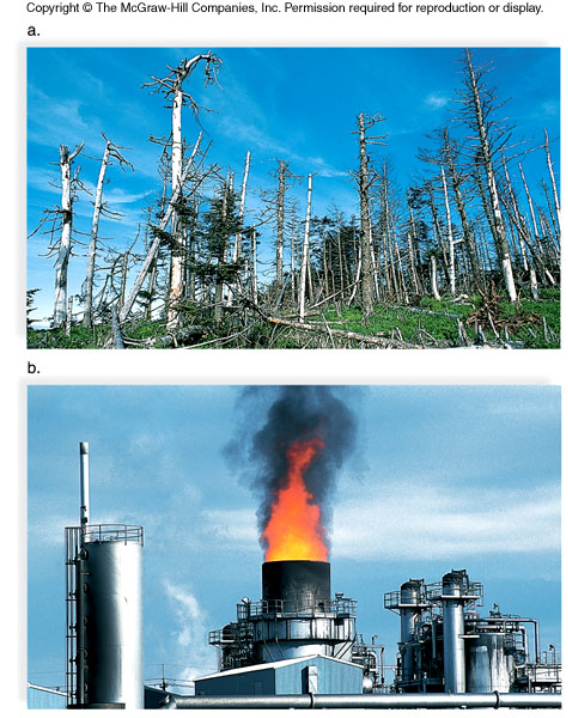 Copyright © The McGraw-Hill Companies, Inc. Permission required for reproduction or display.
a.
b.